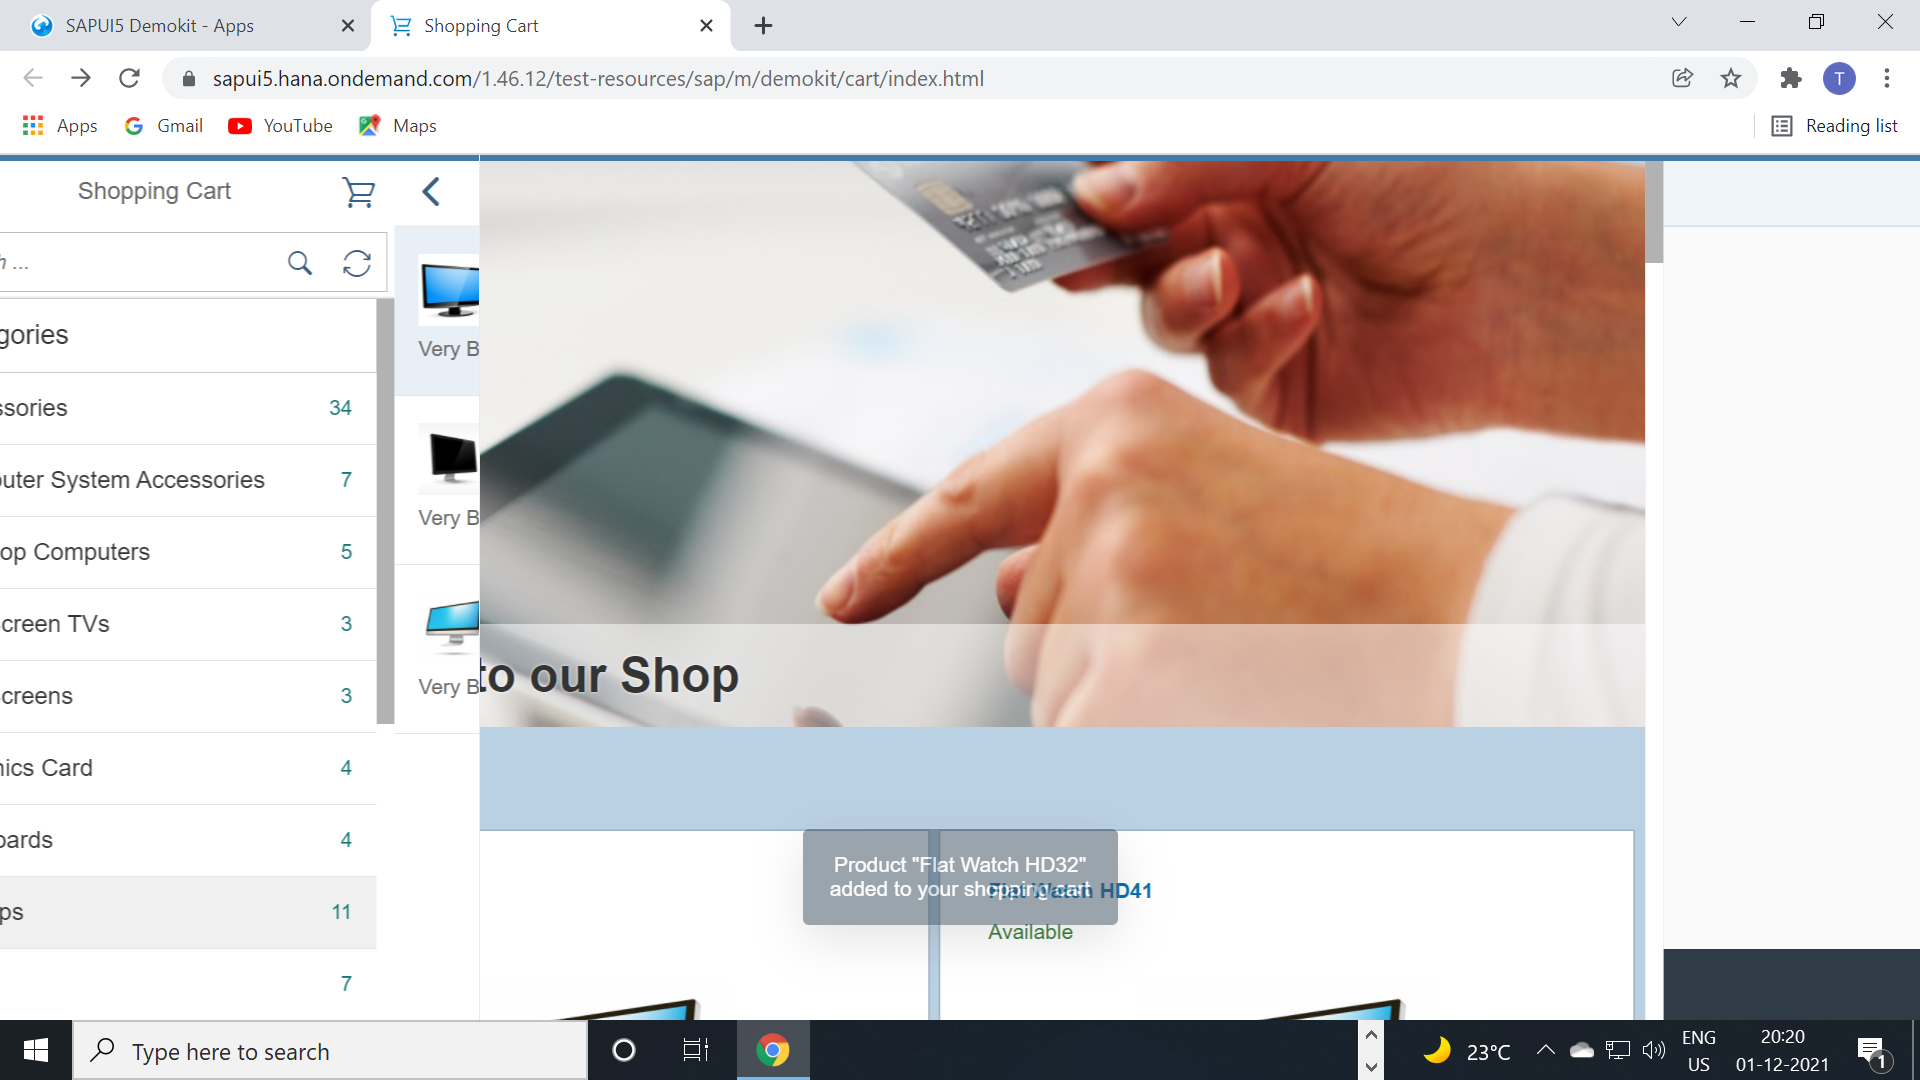 SAPUI5 Demokit - Apps
Shopping Cart
sapui5.hana.ondemand.com/1.46.12/test-resources/sap/m/demokit/cart/index.html
T
Apps
Gmail
YouTube
Maps
Reading list
Shopping Cart
h ...
gories
ssories 34
outer System Accessories 7
op Computers 5
creen TVs 3
creens 3
nics Card 4
oards 4
ps 11
7
Very B
Very B
Very B
to our Shop
Product "Flat Watch HD32"
added to your shopping cart
Flat Watch HD41
Available
Type here to search
23°C
ENG
US
20:20
01-12-2021
1